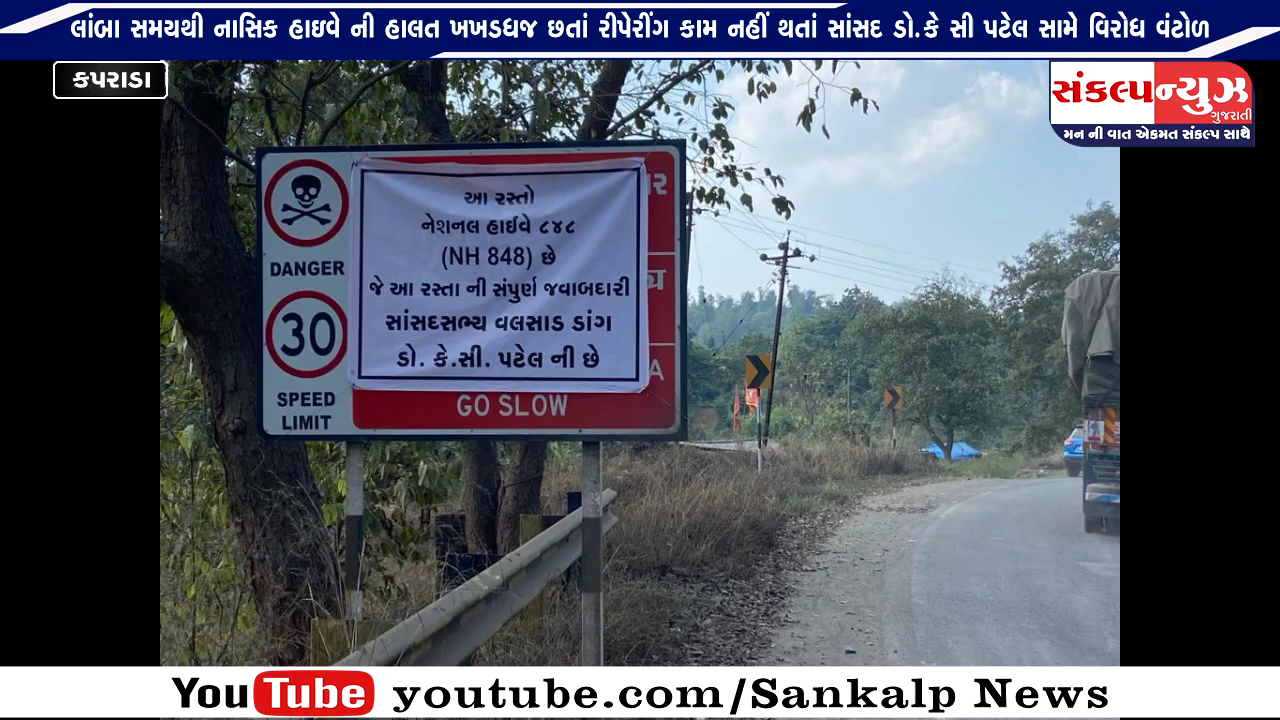 લાંબા સમયથી નાસિક હાઇવે ની હાલત ખખડધજ છતાં રીપેરીંગ કામ નહીં થતાં સાંસદ ડો.કે સી પટેલ સામે વિરોધ વંટોળ
કપરાડા
સંકલ્પન્યુઝ
ગુજરાતી
મન ની વાત એકમત સંકલ્પ સાથે
આ રસ્તો
નેશનલ હાઈવે ૮૪૮
(NH 848) છે
જે આ રસ્તા ની સંપુર્ણ જવાબદારી
સાંસદસભ્ય વલસાડ ડાંગ
ડો. કે.સી. પટેલ ની છે
DANGER
30
SPEED
LIMIT
GO SLOW
YouTube youtube.com/Sankalp News